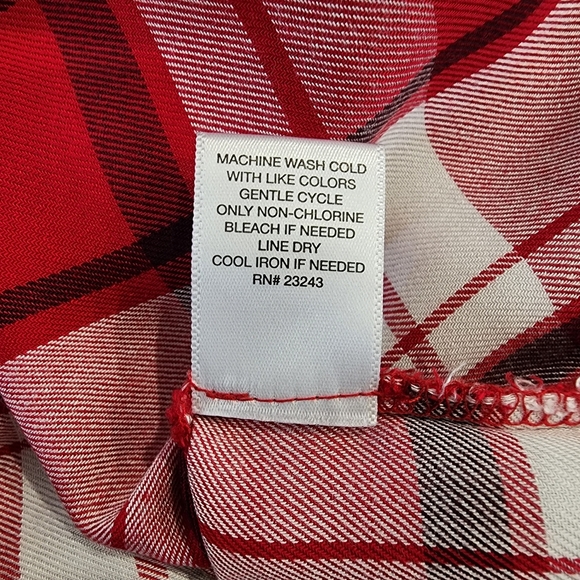 MACHINE WASH COLD
WITH LIKE COLORS
GENTLE CYCLE
ONLY NON-CHLORINE
BLEACH IF NEEDED
LINE DRY
COOL IRON IF NEEDED
RN# 23243